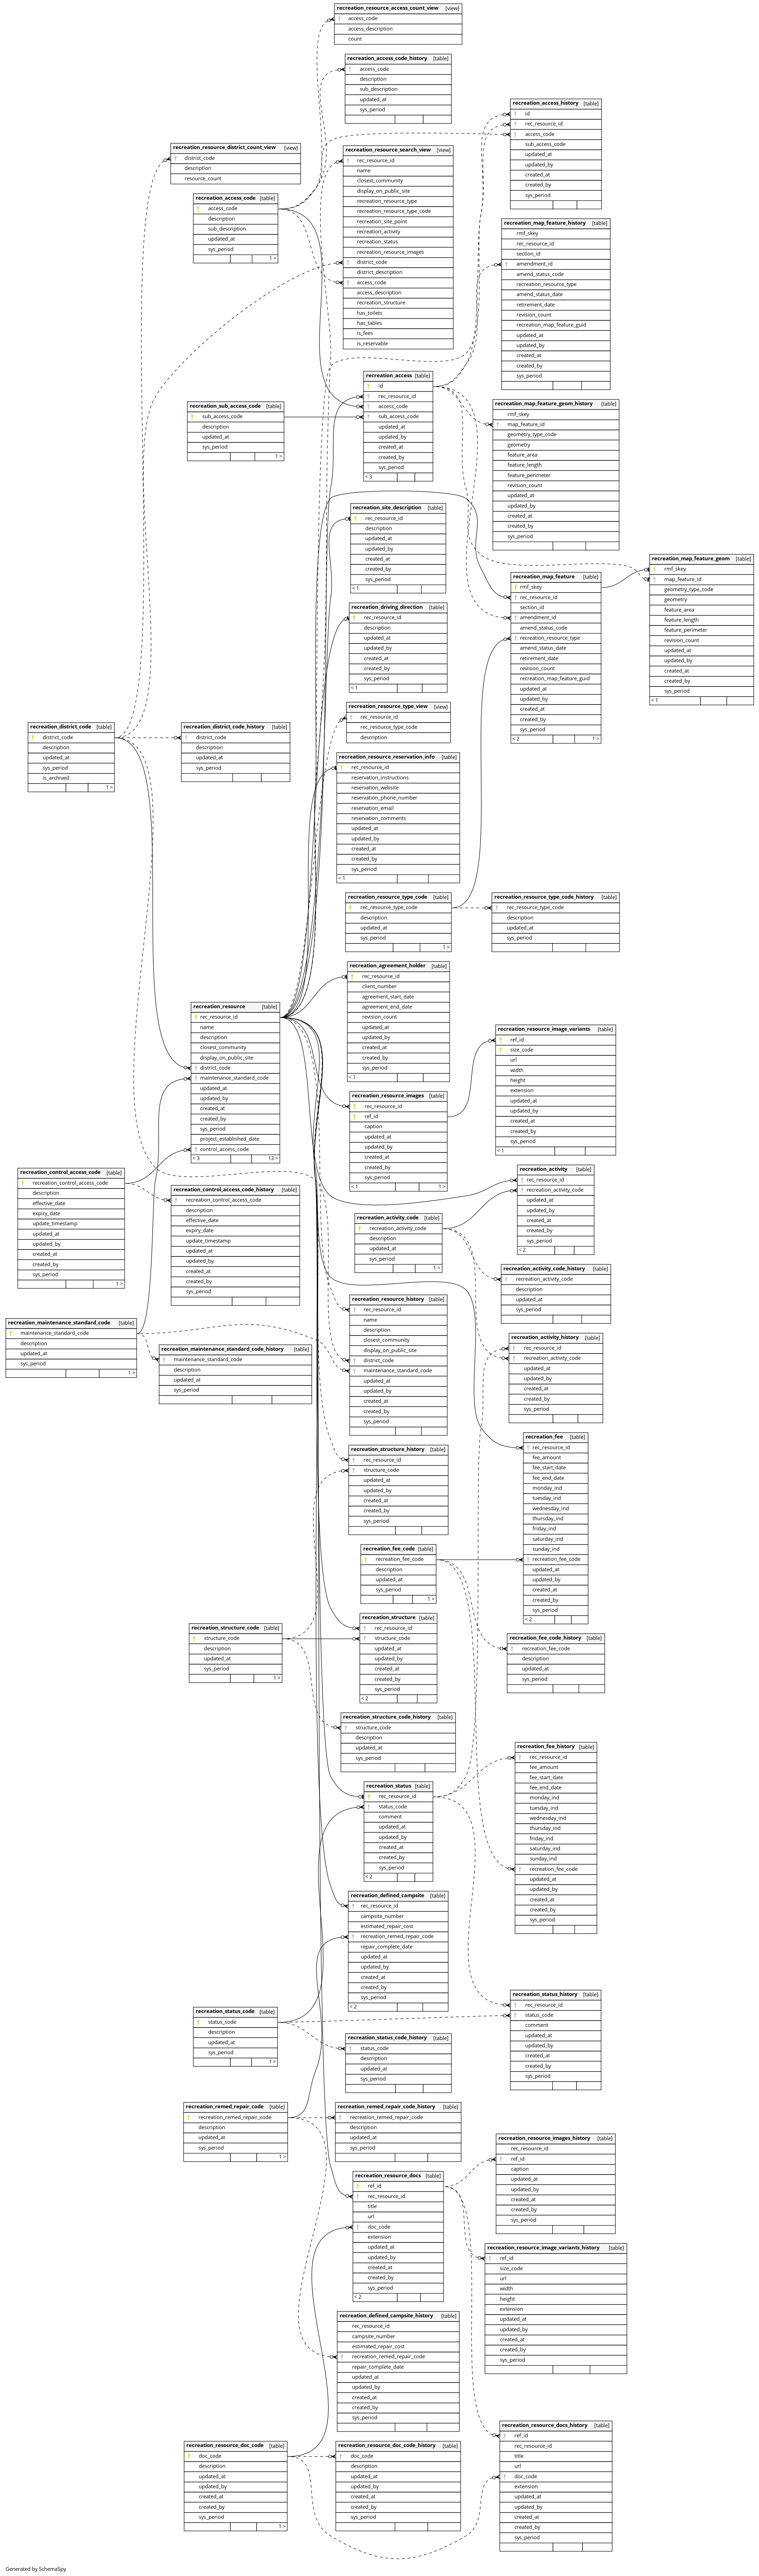 recreation_resource_access_count_view [view]
access_code
access_description
count
recreation_access_code_history [table]
access_code
description
sub_description
updated_at
sys_period
recreation_access_history [table]
id
rec_resource_id
access_code
sub_access_code
updated_at
updated_by
created_at
created_by
sys_period
recreation_resource_district_count_view [view]
district_code
description
resource_count
recreation_resource_search_view [view]
rec_resource_id
name
closest_community
display_on_public_site
recreation_resource_type
recreation_resource_type_code
recreation_site_point
recreation_activity
recreation_status
recreation_resource_images
district_code
district_description
access_code
access_description
recreation_structure
has_toilets
has_tables
is_fees
is_reservable
recreation_access_code [table]
access_code
description
sub_description
updated_at
sys_period
1 >
recreation_map_feature_history [table]
rmf_skey
rec_resource_id
section_id
amendment_id
amend_status_code
recreation_resource_type
amend_status_date
retirement_date
revision_count
recreation_map_feature_guid
updated_at
updated_by
created_at
created_by
sys_period
recreation_access [table]
id
rec_resource_id
access_code
sub_access_code
updated_at
updated_by
created_at
created_by
sys_period
< 3
recreation_sub_access_code [table]
sub_access_code
description
updated_at
sys_period
1 >
recreation_map_feature_geom_history [table]
rmf_skey
map_feature_id
geometry_type_code
geometry
feature_area
feature_length
feature_perimeter
revision_count
updated_at
updated_by
created_at
created_by
sys_period
recreation_site_description [table]
rec_resource_id
description
updated_at
updated_by
created_at
created_by
sys_period
< 1
recreation_map_feature_geom [table]
rmf_skey
map_feature_id
geometry_type_code
geometry
feature_area
feature_length
feature_perimeter
revision_count
updated_at
updated_by
created_at
created_by
sys_period
< 1
recreation_map_feature [table]
rmf_skey
rec_resource_id
section_id
amendment_id
amend_status_code
recreation_resource_type
amend_status_date
retirement_date
revision_count
recreation_map_feature_guid
updated_at
updated_by
created_at
created_by
sys_period
< 2 1 >
recreation_driving_direction [table]
rec_resource_id
description
updated_at
updated_by
created_at
created_by
sys_period
< 1
recreation_resource_type_view [view]
rec_resource_id
rec_resource_type_code
description
recreation_district_code [table]
district_code
description
updated_at
sys_period
is_archived
1 >
recreation_district_code_history [table]
district_code
description
updated_at
sys_period
recreation_resource_reservation_info [table]
rec_resource_id
reservation_instructions
reservation_website
reservation_phone_number
reservation_email
reservation_comments
updated_at
updated_by
created_at
created_by
sys_period
< 1
recreation_resource_type_code [table]
rec_resource_type_code
description
updated_at
sys_period
1 >
recreation_resource_type_code_history [table]
rec_resource_type_code
description
updated_at
sys_period
recreation_agreement_holder [table]
rec_resource_id
client_number
agreement_start_date
agreement_end_date
revision_count
updated_at
updated_by
created_at
created_by
sys_period
< 1
recreation_resource [table]
rec_resource_id
name
description
closest_community
display_on_public_site
district_code
maintenance_standard_code
updated_at
updated_by
created_at
created_by
sys_period
project_established_date
control_access_code
< 3 13 >
recreation_resource_image_variants [table]
ref_id
size_code
url
width
height
extension
updated_at
updated_by
created_at
created_by
sys_period
< 1
recreation_resource_images [table]
rec_resource_id
ref_id
caption
updated_at
updated_by
created_at
created_by
sys_period
< 1 1 >
recreation_activity [table]
rec_resource_id
recreation_activity_code
updated_at
updated_by
created_at
created_by
sys_period
< 2
recreation_control_access_code [table]
recreation_control_access_code
description
effective_date
expiry_date
update_timestamp
updated_at
updated_by
created_at
created_by
sys_period
1 >
recreation_control_access_code_history [table]
recreation_control_access_code
description
effective_date
expiry_date
update_timestamp
updated_at
updated_by
created_at
created_by
sys_period
recreation_activity_code [table]
recreation_activity_code
description
updated_at
sys_period
1 >
recreation_activity_code_history [table]
recreation_activity_code
description
updated_at
sys_period
recreation_resource_history [table]
rec_resource_id
name
description
closest_community
display_on_public_site
district_code
maintenance_standard_code
updated_at
updated_by
created_at
created_by
sys_period
recreation_maintenance_standard_code [table]
maintenance_standard_code
description
updated_at
sys_period
1 >
recreation_maintenance_standard_code_history [table]
maintenance_standard_code
description
updated_at
sys_period
recreation_activity_history [table]
rec_resource_id
recreation_activity_code
updated_at
updated_by
created_at
created_by
sys_period
recreation_fee [table]
rec_resource_id
fee_amount
fee_start_date
fee_end_date
monday_ind
tuesday_ind
wednesday_ind
thursday_ind
friday_ind
saturday_ind
sunday_ind
recreation_fee_code
updated_at
updated_by
created_at
created_by
sys_period
< 2
recreation_structure_history [table]
rec_resource_id
structure_code
updated_at
updated_by
created_at
created_by
sys_period
recreation_fee_code [table]
recreation_fee_code
description
updated_at
sys_period
1 >
recreation_structure [table]
rec_resource_id
structure_code
updated_at
updated_by
created_at
created_by
sys_period
< 2
recreation_structure_code [table]
structure_code
description
updated_at
sys_period
1 >
recreation_fee_code_history [table]
recreation_fee_code
description
updated_at
sys_period
recreation_structure_code_history [table]
structure_code
description
updated_at
sys_period
recreation_fee_history [table]
rec_resource_id
fee_amount
fee_start_date
fee_end_date
monday_ind
tuesday_ind
wednesday_ind
thursday_ind
friday_ind
saturday_ind
sunday_ind
recreation_fee_code
updated_at
updated_by
created_at
created_by
sys_period
recreation_status [table]
rec_resource_id
status_code
comment
updated_at
updated_by
created_at
created_by
sys_period
< 2
recreation_defined_campsite [table]
rec_resource_id
campsite_number
estimated_repair_cost
recreation_remed_repair_code
repair_complete_date
updated_at
updated_by
created_at
created_by
sys_period
< 2
recreation_status_history [table]
rec_resource_id
status_code
comment
updated_at
updated_by
created_at
created_by
sys_period
recreation_status_code [table]
status_code
description
updated_at
sys_period
1 >
recreation_status_code_history [table]
status_code
description
updated_at
sys_period
recreation_remed_repair_code [table]
recreation_remed_repair_code
description
updated_at
sys_period
1 >
recreation_remed_repair_code_history [table]
recreation_remed_repair_code
description
updated_at
sys_period
recreation_resource_images_history [table]
rec_resource_id
ref_id
caption
updated_at
updated_by
created_at
created_by
sys_period
recreation_resource_docs [table]
ref_id
rec_resource_id
title
url
doc_code
extension
updated_at
updated_by
created_at
created_by
sys_period
< 2
recreation_resource_image_variants_history [table]
ref_id
size_code
url
width
height
extension
updated_at
updated_by
created_at
created_by
sys_period
recreation_defined_campsite_history [table]
rec_resource_id
campsite_number
estimated_repair_cost
recreation_remed_repair_code
repair_complete_date
updated_at
updated_by
created_at
created_by
sys_period
recreation_resource_docs_history [table]
ref_id
rec_resource_id
title
url
doc_code
extension
updated_at
updated_by
created_at
created_by
sys_period
recreation_resource_doc_code [table]
doc_code
description
updated_at
updated_by
created_at
created_by
sys_period
1 >
recreation_resource_doc_code_history [table]
doc_code
description
updated_at
updated_by
created_at
created_by
sys_period
Generated by SchemaSpy